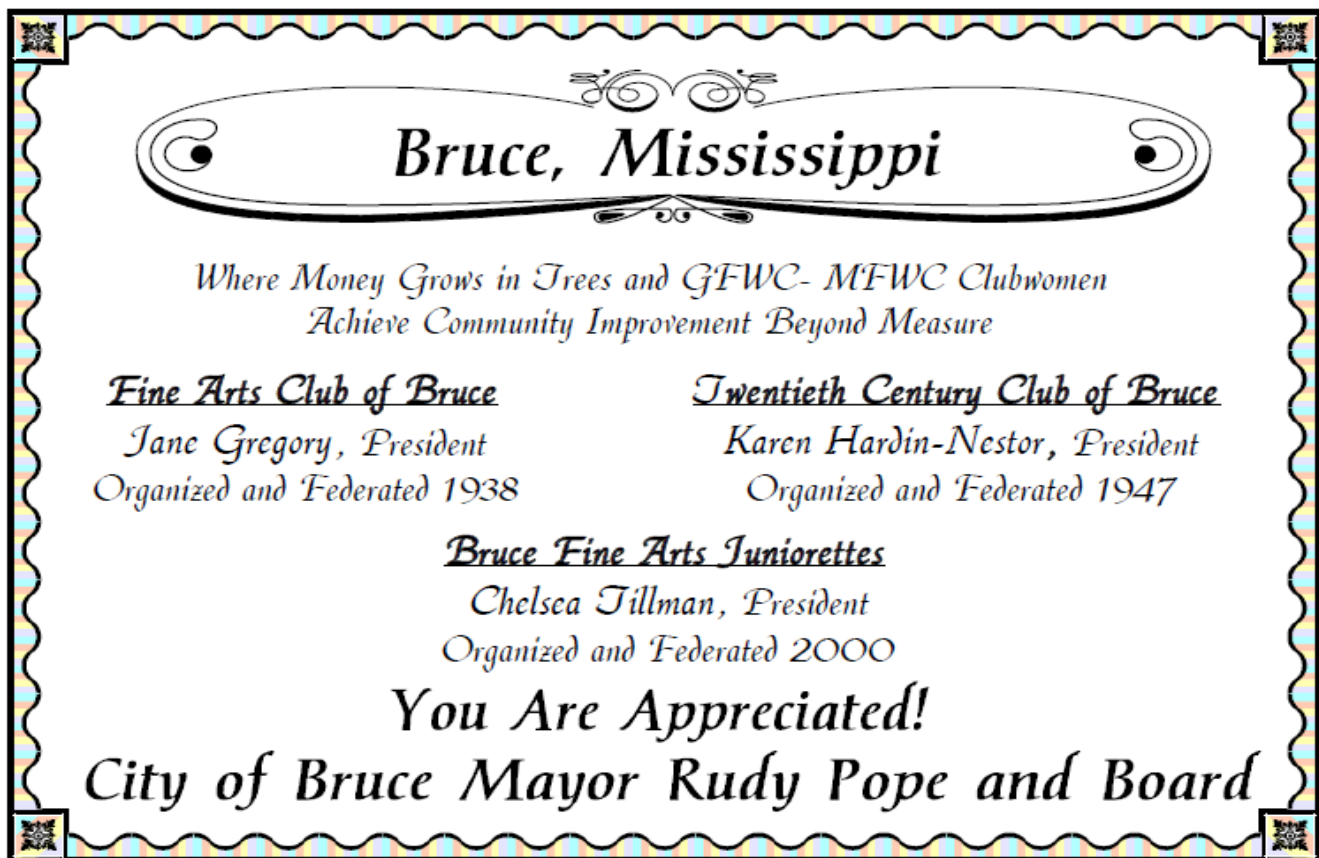 Bruce, Mississippi
Where Money Grows in Trees and GFWC- MFWC Clubwomen
Achieve Community Improvement Beyond Measure
Fine Arts Club of Bruce
Jane Gregory, President
Organized and Federated 1938
Twentieth Century Club of Bruce
Karen Hardin-Nestor, President
Organized and Federated 1947
Bruce Fine Arts Juniorettes
Chelsea Tillman, President
Organized and Federated 2000
You Are Appreciated!
City of Bruce Mayor Rudy Pope and Board